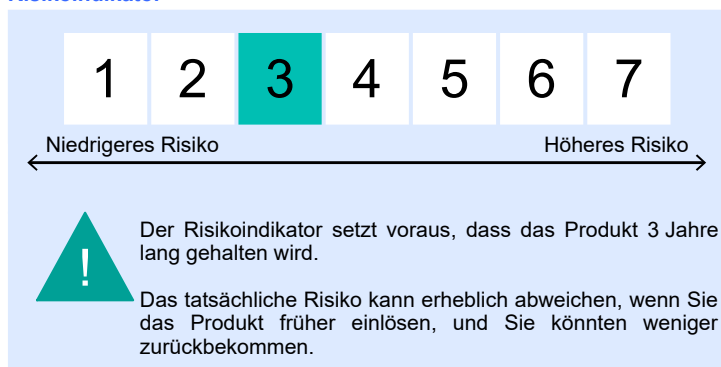 Risikoindikator
1 2 3 4 5 6 7
Niedrigeres Risiko Höheres Risiko
! Der Risikoindikator setzt voraus, dass das Produkt 3 Jahre
lang gehalten wird.
Das tatsächliche Risiko kann erheblich abweichen, wenn Sie
das Produkt früher einlösen, und Sie könnten weniger
zurückbekommen.